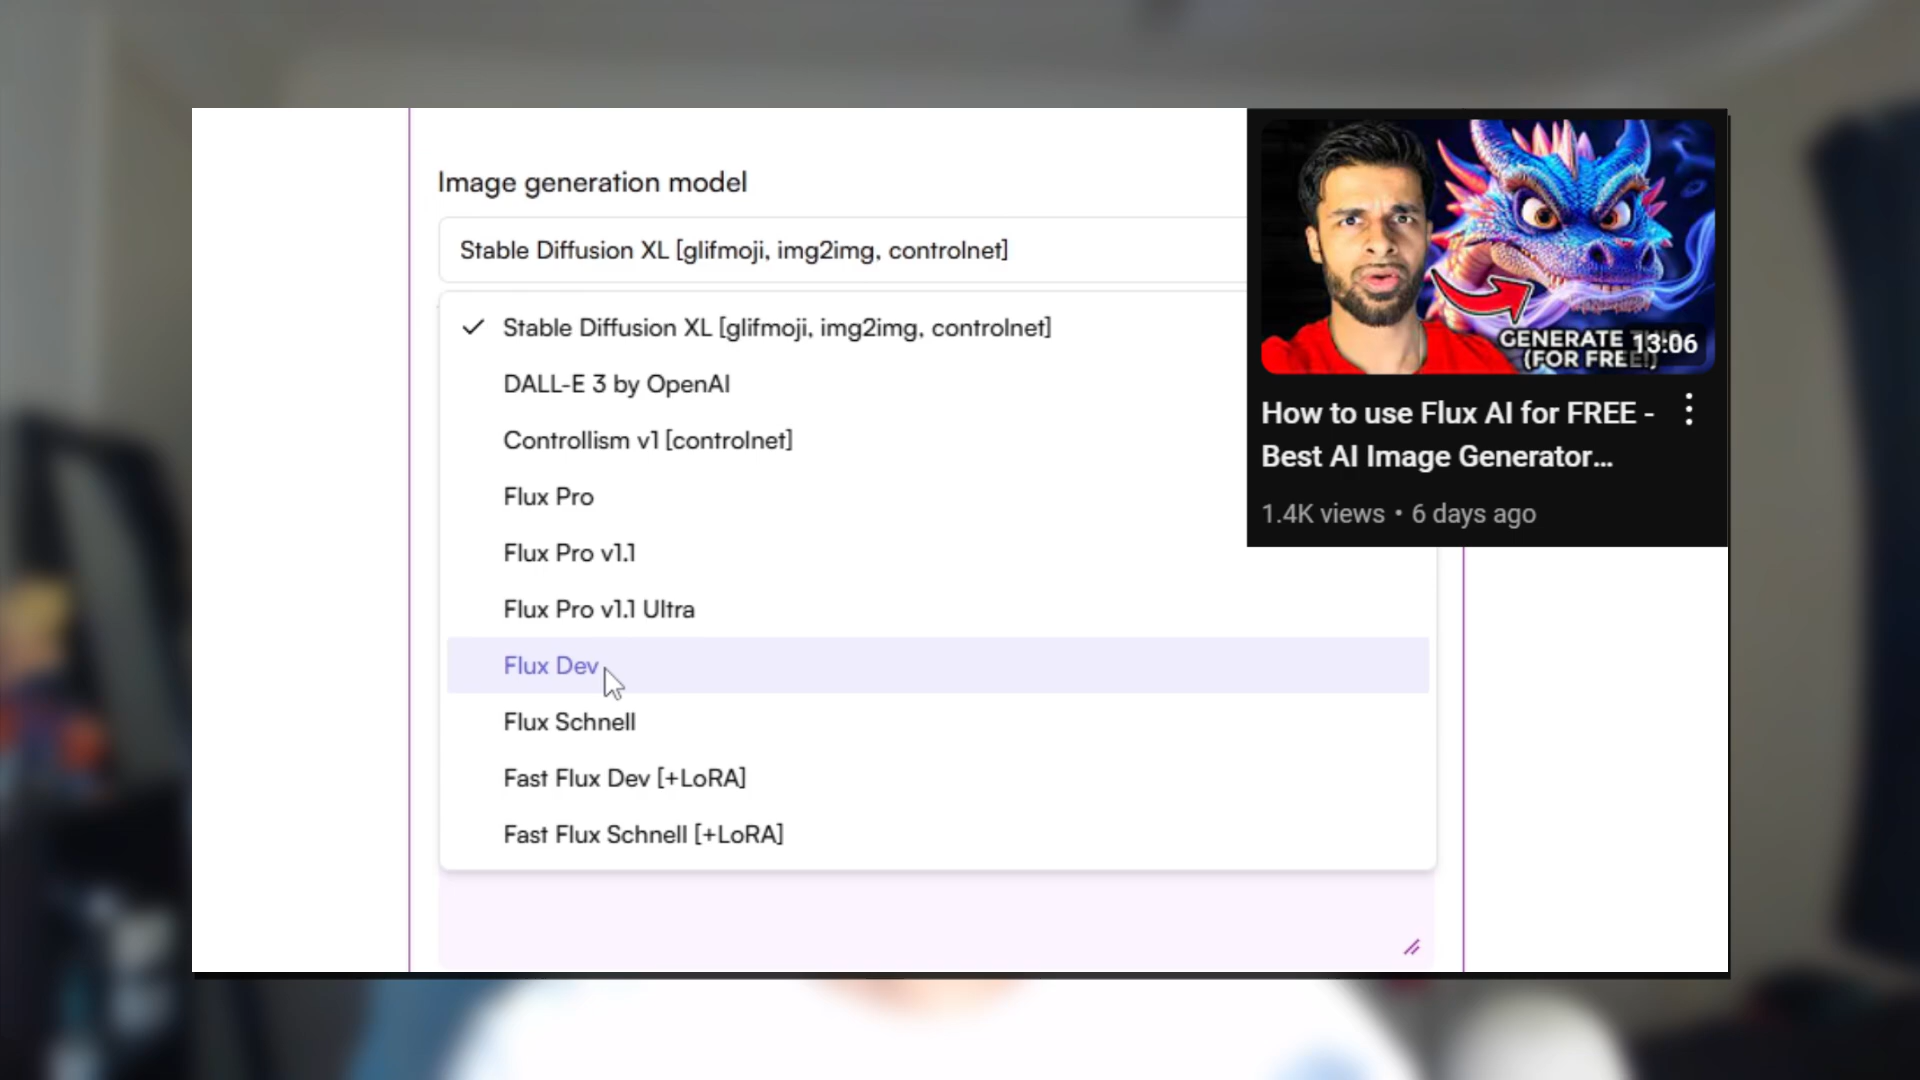 Image generation model
Stable Diffusion XL [glifmoji, img2img, controlnet]
Stable Diffusion XL [glifmoji, img2img, controlnet]
DALL-E 3 by OpenAI
Controllism v1 [controlnet]
Flux Pro
Flux Pro v1.1
Flux Pro v1.1 Ultra
Flux Dev
Flux Schnell
Fast Flux Dev [+LoRA]
Fast Flux Schnell [+LoRA]
GENERATE
(FOR FREE!)
13:06
How to use Flux AI for FREE -
Best AI Image Generator...
1.4K views • 6 days ago